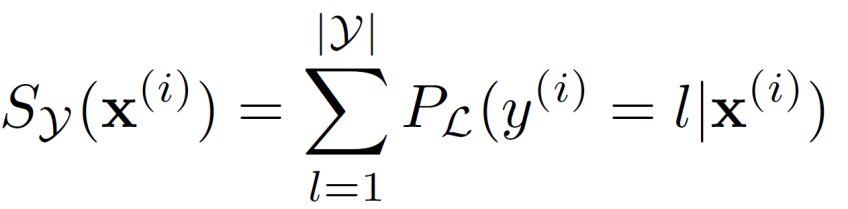 S_𝒴(𝐱^(i)) = ∑_{l=1}^{|𝒴|} P_ℒ(y^(i) = l|𝐱^(i))